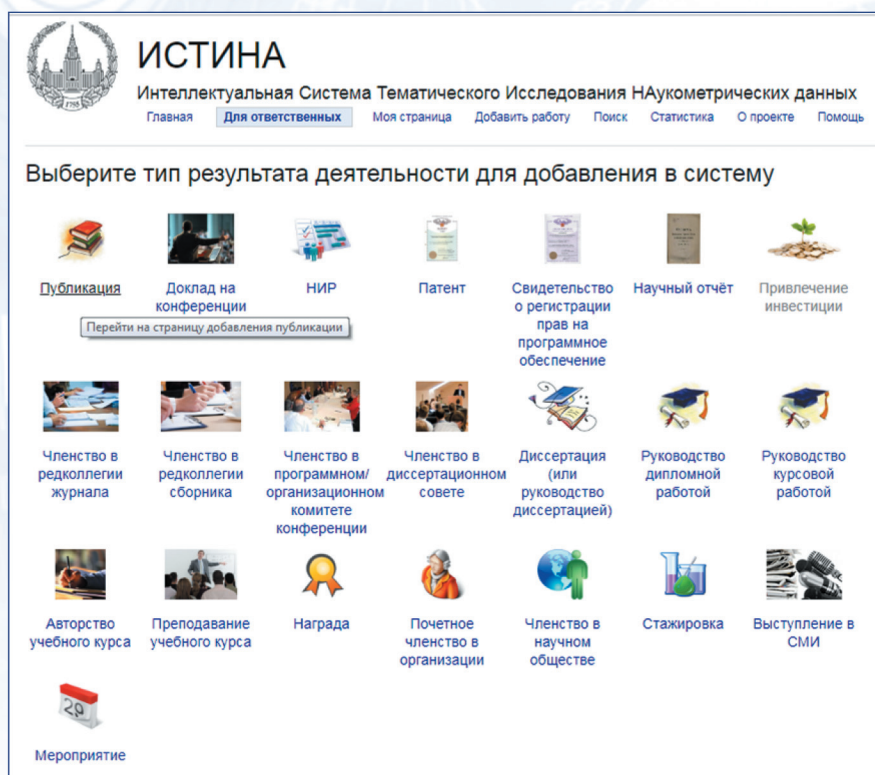 ИСТИНА
Интеллектуальная Система Тематического Исследования НАукометрических данных
Главная Для ответственных Моя страница Добавить работу Поиск Статистика О проекте Помощь
Выберите тип результата деятельности для добавления в систему
Публикация
Доклад на
конференции
НИР
Патент
Свидетельство
о регистрации
прав на
программное
обеспечение
Научный отчёт
Привлечение
инвестиции
Перейти на страницу добавления публикации
Членство в
редколлегии
журнала
Членство в
редколлегии
сборника
Членство в
программном/
организационном
комитете
конференции
Членство в
диссертационном
совете
Диссертация
(или
руководство
диссертацией)
Руководство
дипломной
работой
Руководство
курсовой
работой
Авторство
учебного курса
Преподавание
учебного курса
Награда
Почетное
членство в
организации
Членство в
научном
обществе
Стажировка
Выступление в
СМИ
29
Мероприятие